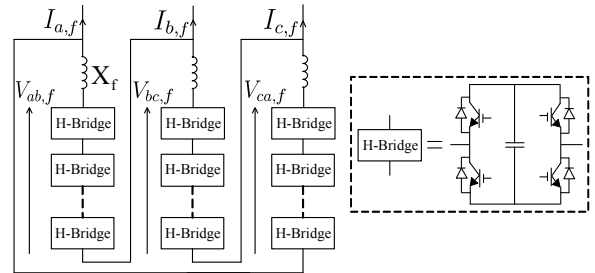 I_{a,f} I_{b,f} I_{c,f}
X_f
V_{ab,f} V_{bc,f} V_{ca,f}
H-Bridge H-Bridge H-Bridge
H-Bridge =
H-Bridge H-Bridge H-Bridge
H-Bridge H-Bridge H-Bridge